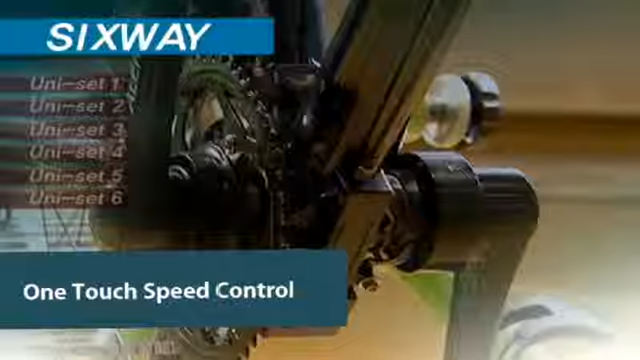 SIXWAY
Uni-set 1
Uni-set 2
Uni-set 3
Uni-set 4
Uni-set 5
Uni-set 6
One Touch Speed Control